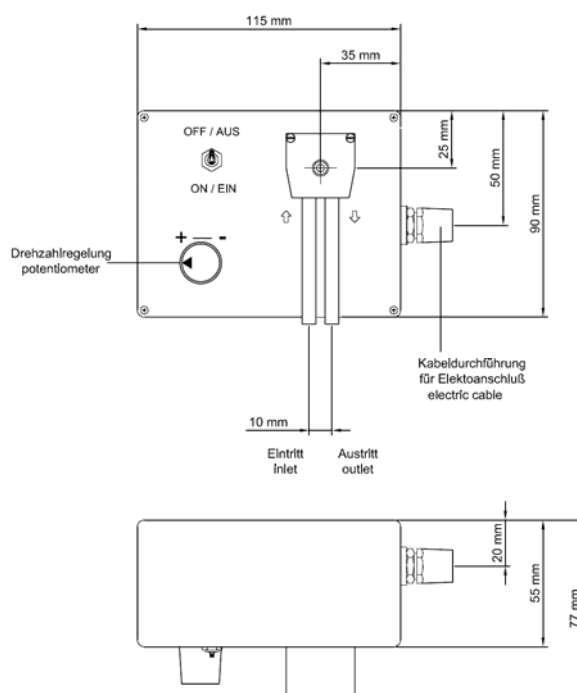 115 mm
35 mm
OFF / AUS
ON / EIN
25 mm
50 mm
90 mm
+ — -
Drehzahlregelung
potentiometer
Kabeldurchführung
für Elektoanschluß
electric cable
10 mm
Eintritt
inlet
Austritt
outlet
20 mm
55 mm
77 mm